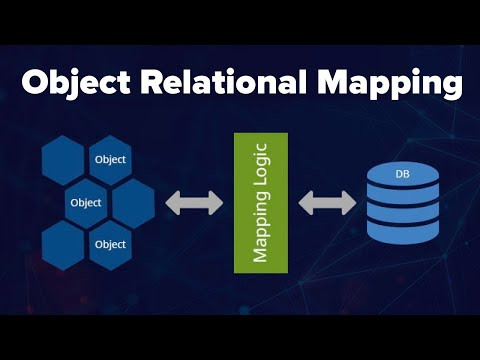 Object Relational Mapping
Object
Object
Object
Mapping Logic
DB